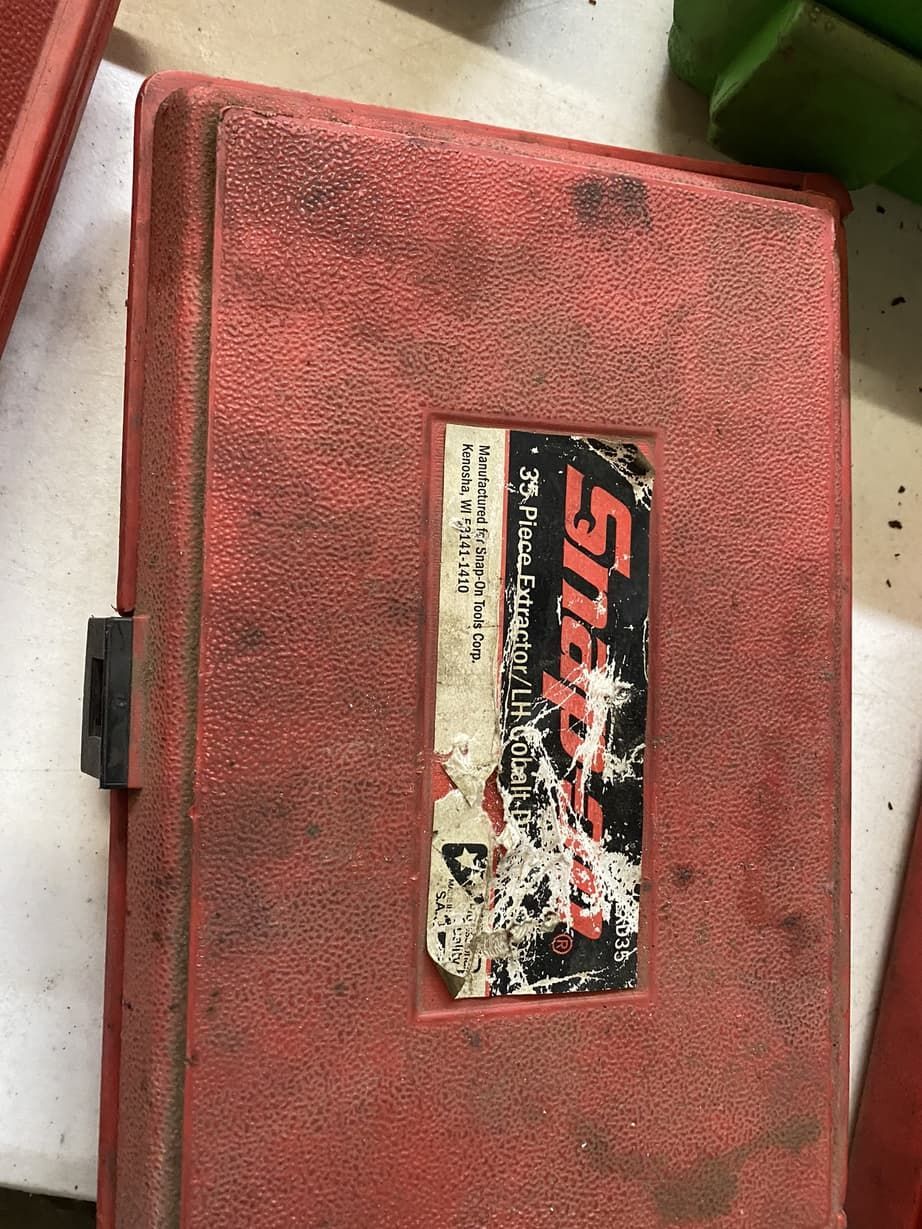 Snap-on®
35 Piece Extractor/LH Cobalt
Manufactured for Snap-On Tools Corp.
Kenosha, WI 53141-1410